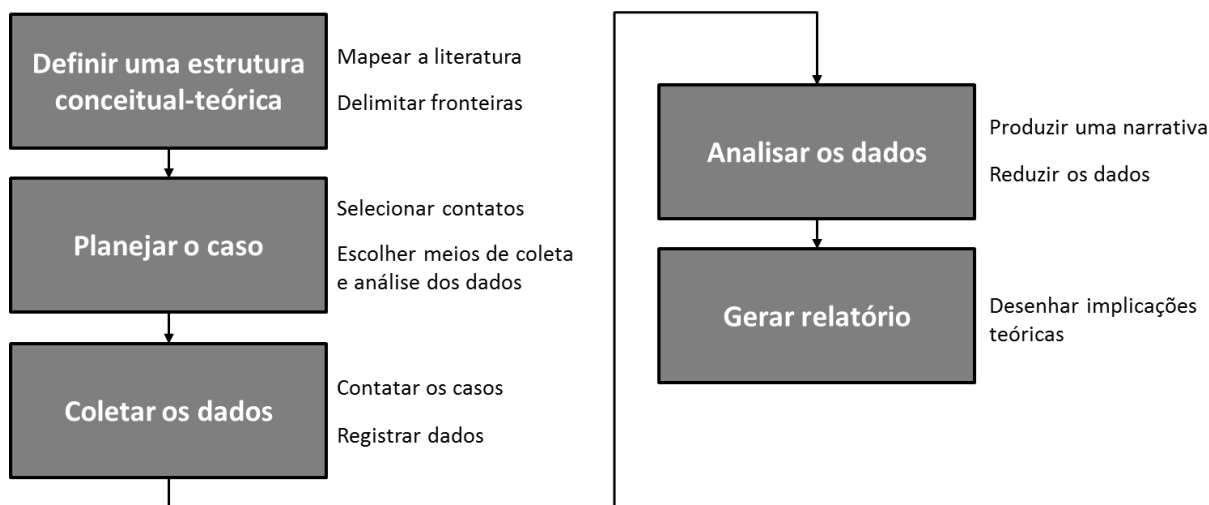 Definir uma estrutura
conceitual-teórica
Mapear a literatura
Delimitar fronteiras
Planejar o caso
Selecionar contatos
Escolher meios de coleta
e análise dos dados
Coletar os dados
Contatar os casos
Registrar dados
Analisar os dados
Produzir uma narrativa
Reduzir os dados
Gerar relatório
Desenhar implicações
teóricas